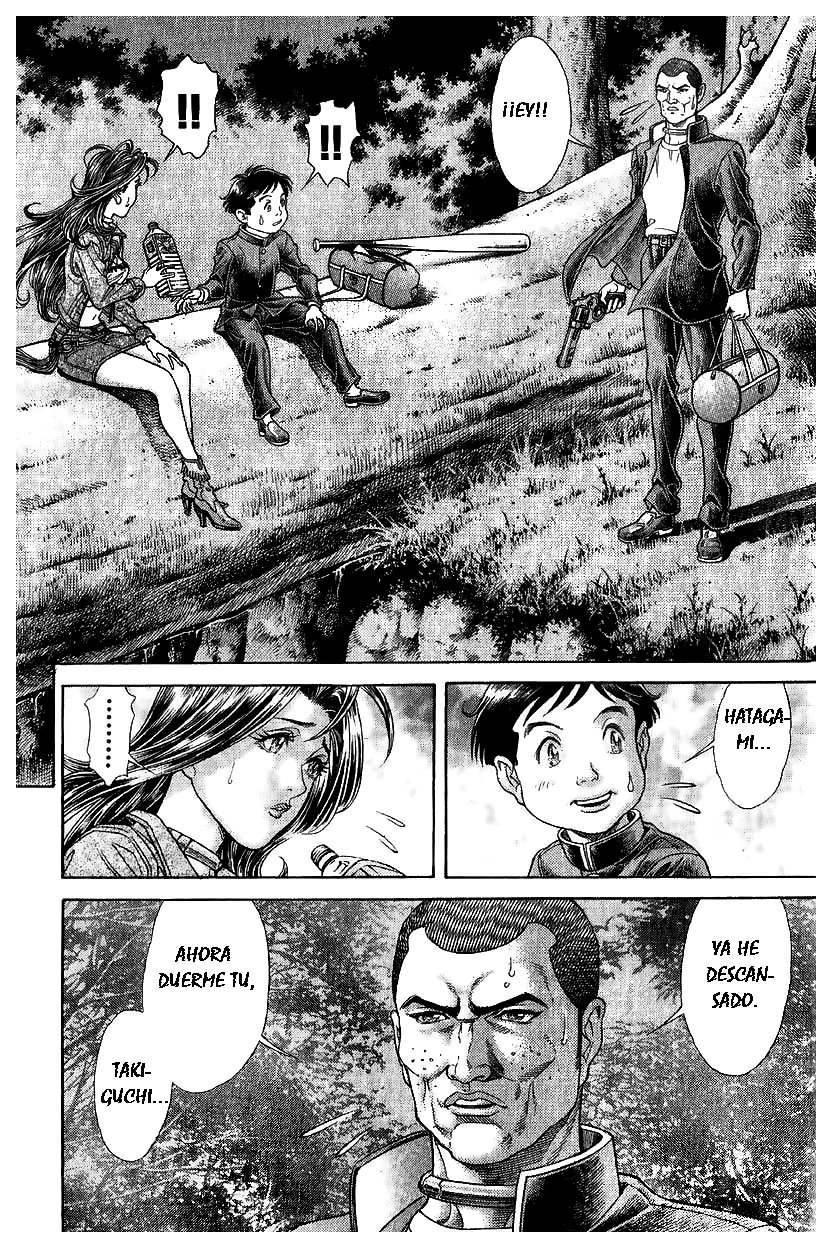 ¡¡EY!!
!!
!!
HATAGA-
MI...
........
YA HE
DESCAN-
SADO.
AHORA
DUERME TU,
TAKI-
GUCHI...